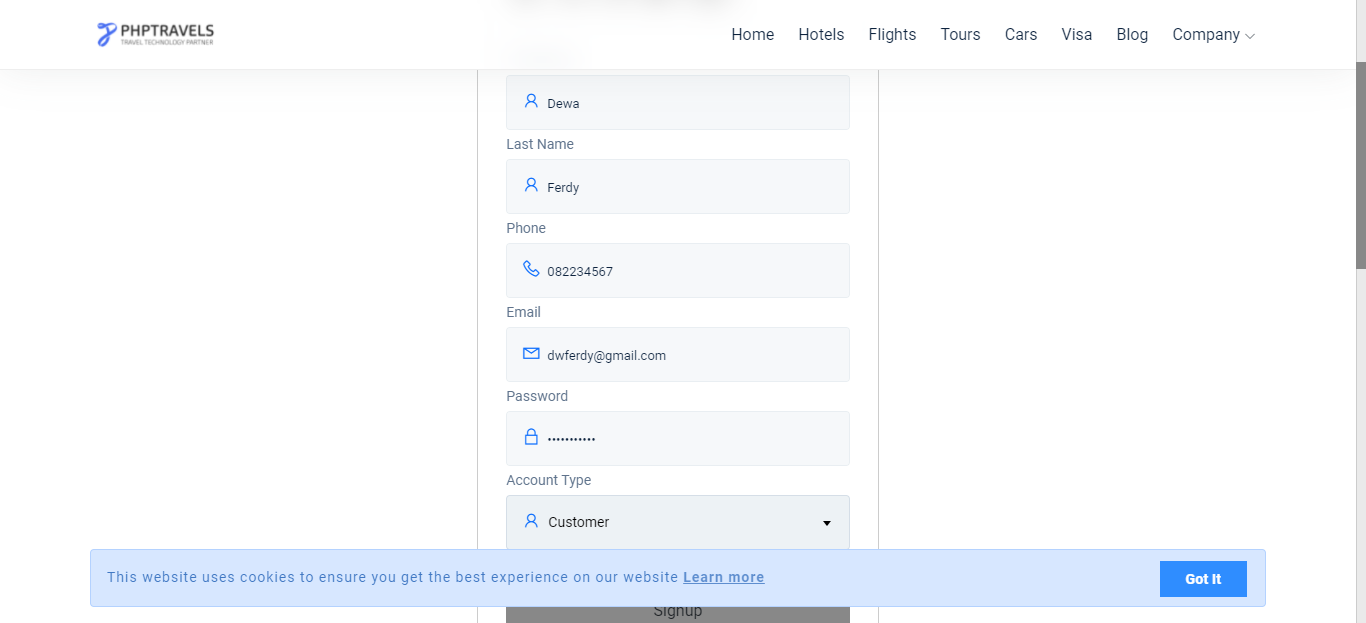 PHPTRAVELS
TRAVEL TECHNOLOGY PARTNER
Home Hotels Flights Tours Cars Visa Blog Company
Dewa
Last Name
Ferdy
Phone
082234567
Email
dwferdy@gmail.com
Password
•••••••••••
Account Type
Customer
This website uses cookies to ensure you get the best experience on our website Learn more
Got It
Signup